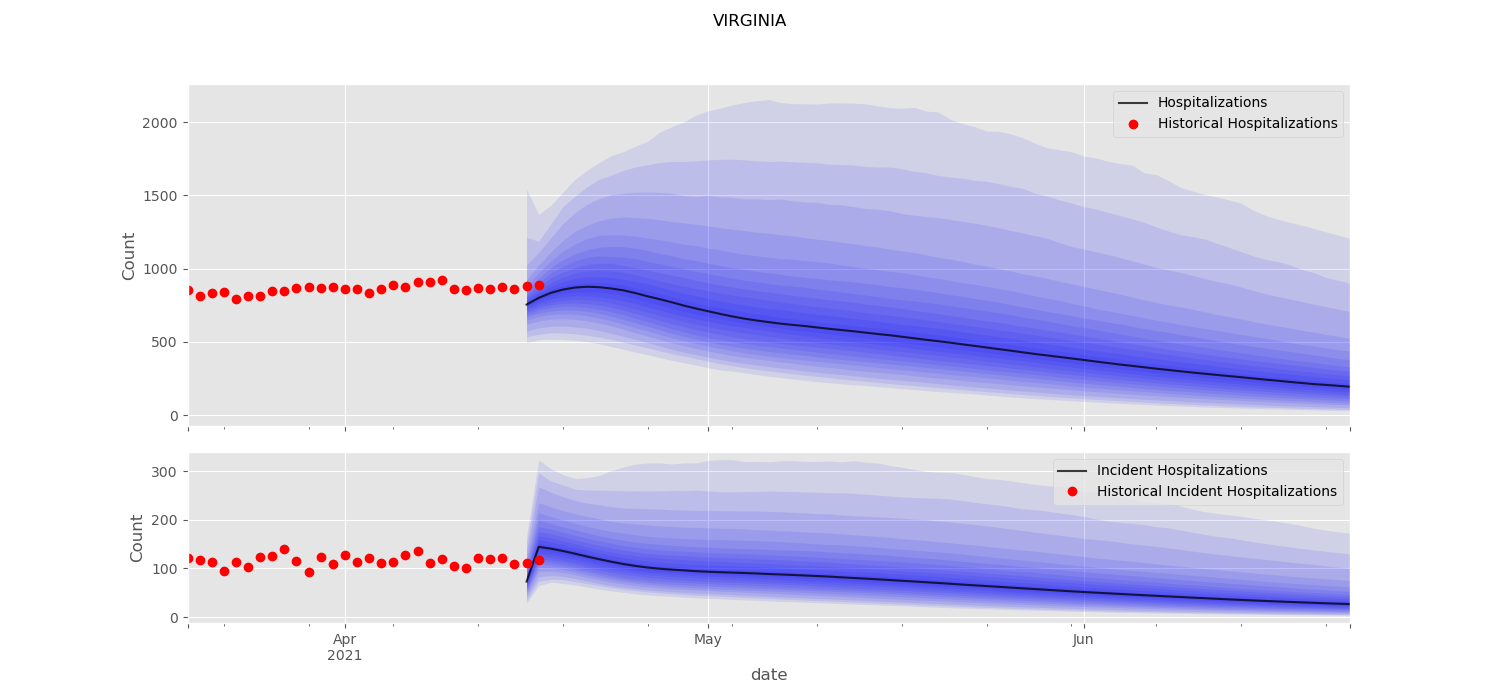 VIRGINIA
Hospitalizations
Historical Hospitalizations
Count
2000
1500
1000
500
0
Incident Hospitalizations
Historical Incident Hospitalizations
Count
300
200
100
0
Apr
2021
May
Jun
date